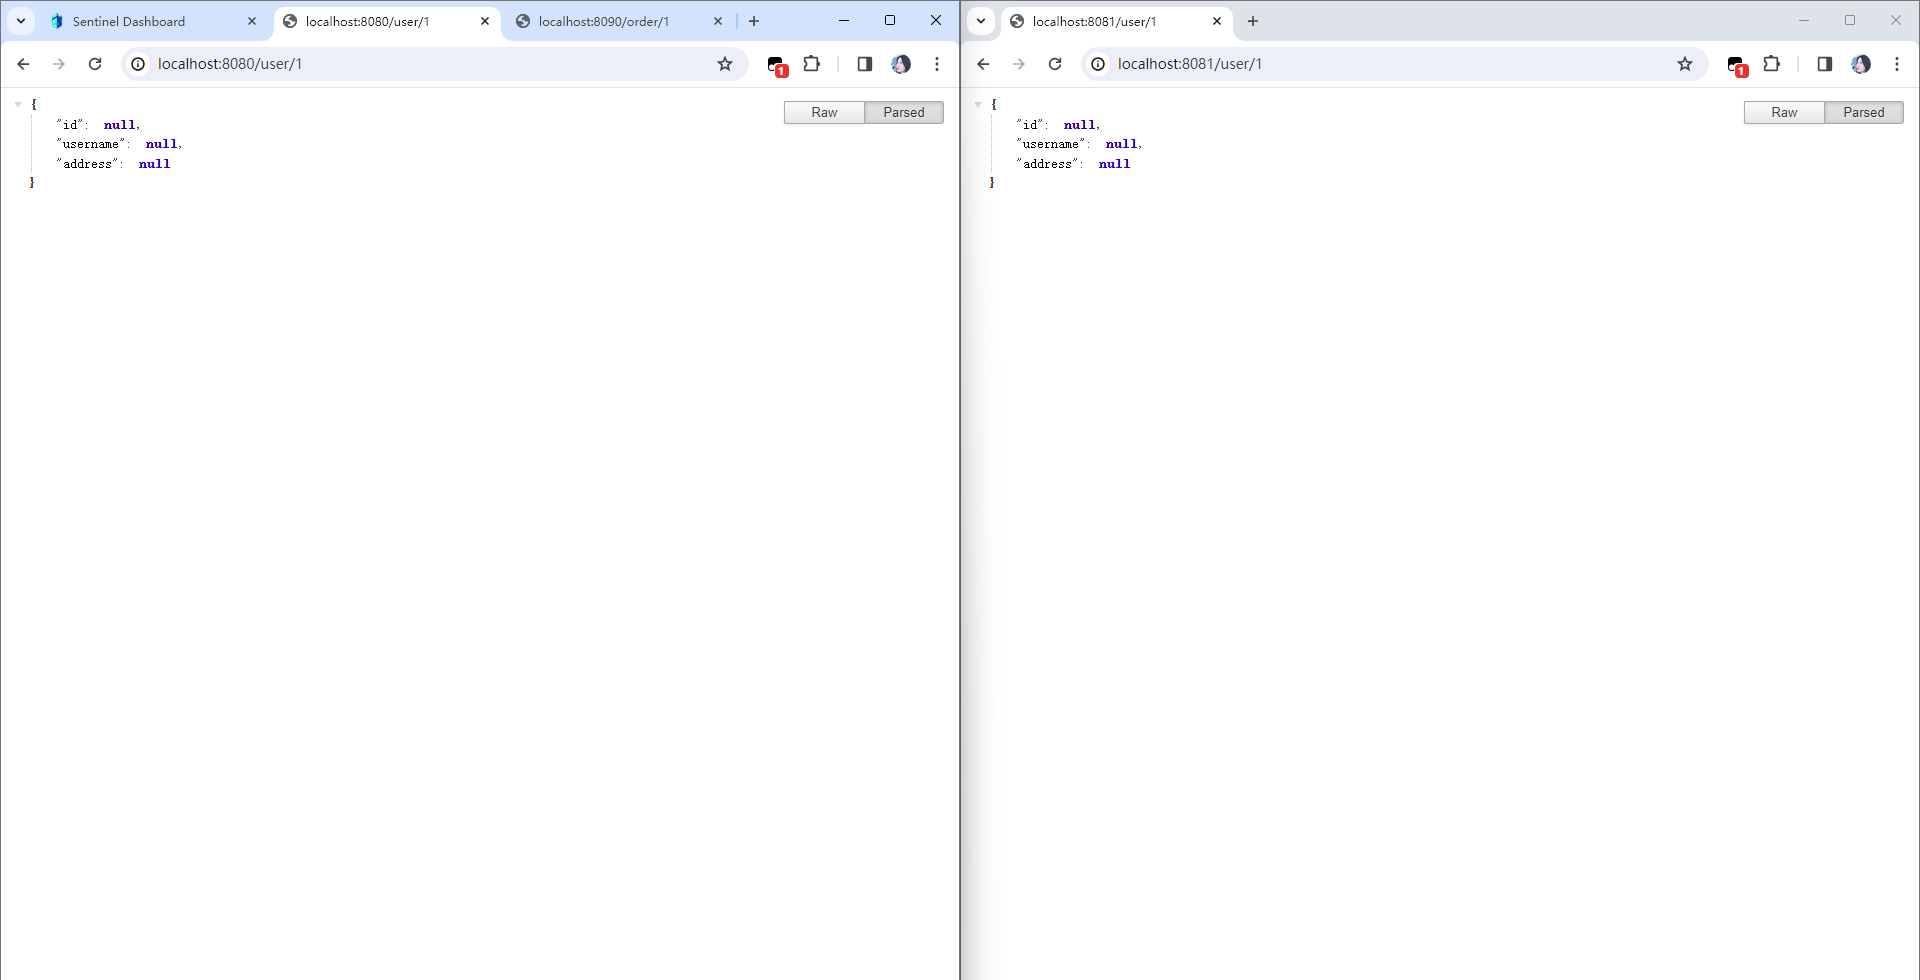 Sentinel Dashboard
localhost:8080/user/1
localhost:8090/order/1
localhost:8080/user/1
1
{
"id": null,
"username": null,
"address": null
}
Raw
Parsed
localhost:8081/user/1
localhost:8081/user/1
1
{
"id": null,
"username": null,
"address": null
}
Raw
Parsed